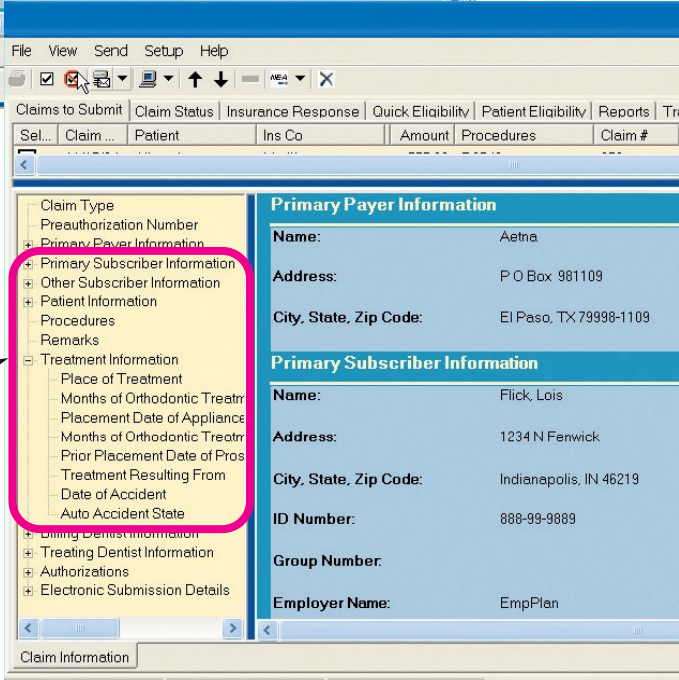 File View Send Setup Help
NEA
Claims to Submit Claim Status Insurance Response Quick Eligibility Patient Eligibility Reports Tra
Sel... Claim ... Patient Ins Co Amount Procedures Claim #
Claim Type
Preauthorization Number
Primary Payer Information
Primary Subscriber Information
Other Subscriber Information
Patient Information
Procedures
Remarks
Treatment Information
Place of Treatment
Months of Orthodontic Treatm
Placement Date of Appliance
Months of Orthodontic Treatm
Prior Placement Date of Pros
Treatment Resulting From
Date of Accident
Auto Accident State
Billing Dentist Information
Treating Dentist Information
Authorizations
Electronic Submission Details
Primary Payer Information
Name: Aetna
Address: P O Box 981109
City, State, Zip Code: El Paso, TX 79998-1109
Primary Subscriber Information
Name: Flick, Lois
Address: 1234 N Fenwick
City, State, Zip Code: Indianapolis, IN 46219
ID Number: 888-99-9889
Group Number:
Employer Name: EmpPlan
Claim Information